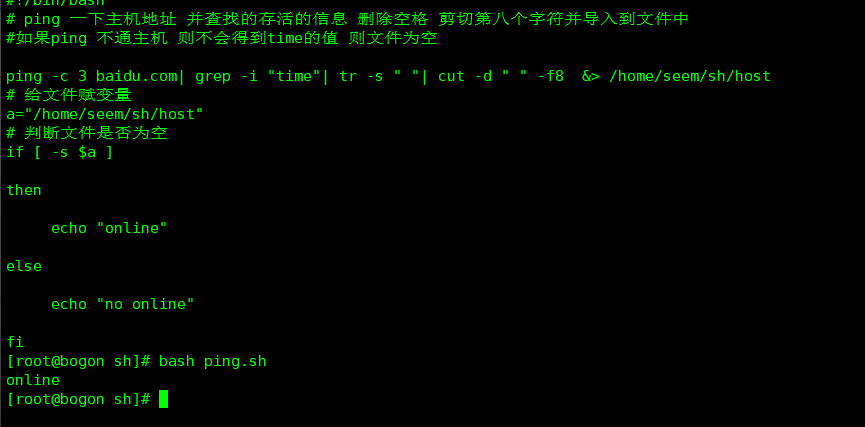 #!/bin/bash
# ping 一下主机地址 并查找的存活的信息 删除空格 剪切第八个字符并导入到文件中
#如果ping 不通主机 则不会得到time的值 则文件为空
ping -c 3 baidu.com| grep -i "time"| tr -s " "| cut -d " " -f8  &> /home/seem/sh/host
# 给文件赋变量
a="/home/seem/sh/host"
# 判断文件是否为空
if [ -s $a ]
then
     echo "online"
else
     echo "no online"
fi
[root@bogon sh]# bash ping.sh
online
[root@bogon sh]#